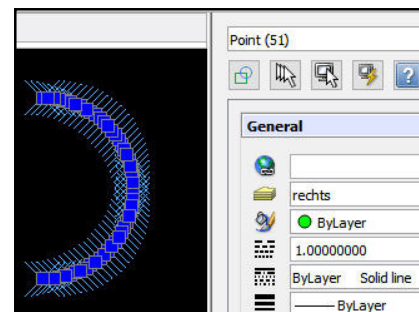 Point (51)
?
General
rechts
ByLayer
1.00000000
ByLayer Solid line
ByLayer